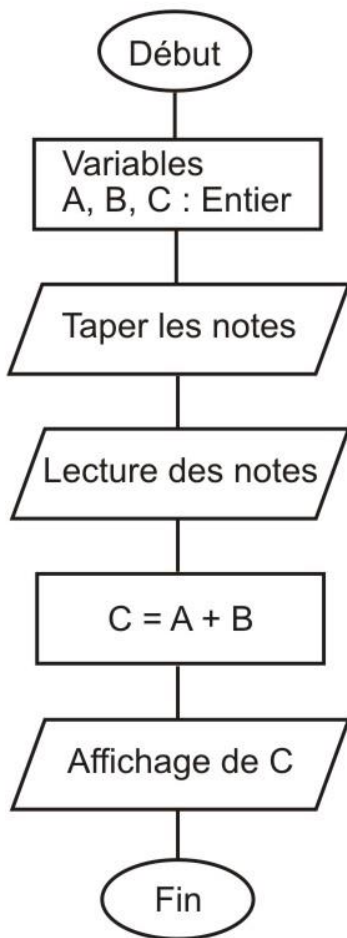 Début
Variables
A, B, C : Entier
Taper les notes
Lecture des notes
C = A + B
Affichage de C
Fin